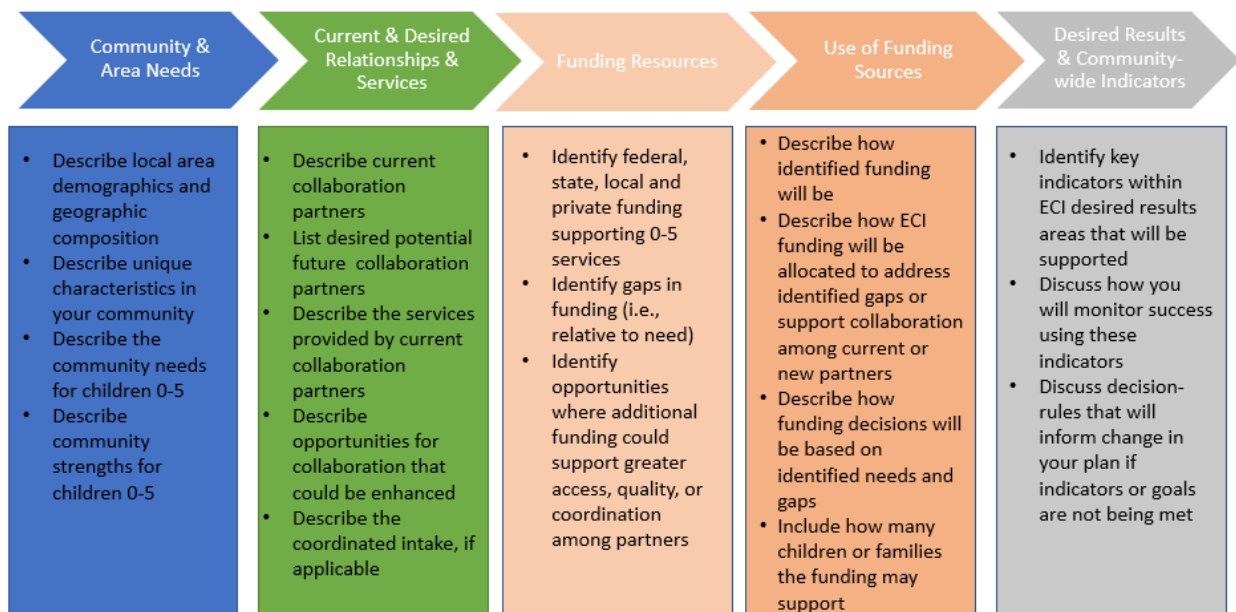 Community &
Area Needs
Current & Desired
Relationships &
Services
Funding Resources
Use of Funding
Sources
Desired Results
& Community-
wide Indicators
• Describe local area
demographics and
geographic
composition
• Describe unique
characteristics in
your community
• Describe the
community needs
for children 0-5
• Describe
community
strengths for
children 0-5
• Describe current
collaboration
partners
• List desired potential
future collaboration
partners
• Describe the services
provided by current
collaboration
partners
• Describe
opportunities for
collaboration that
could be enhanced
• Describe the
coordinated intake, if
applicable
• Identify federal,
state, local and
private funding
supporting 0-5
services
• Identify gaps in
funding (i.e.,
relative to need)
• Identify
opportunities
where additional
funding could
support greater
access, quality, or
coordination
among partners
• Describe how
identified funding
will be
• Describe how ECI
funding will be
allocated to address
identified gaps or
support collaboration
among current or
new partners
• Describe how
funding decisions will
be based on
identified needs and
gaps
• Include how many
children or families
the funding may
support
• Identify key
indicators within
ECI desired results
areas that will be
supported
• Discuss how you
will monitor success
using these
indicators
• Discuss decision-
rules that will
inform change in
your plan if
indicators or goals
are not being met